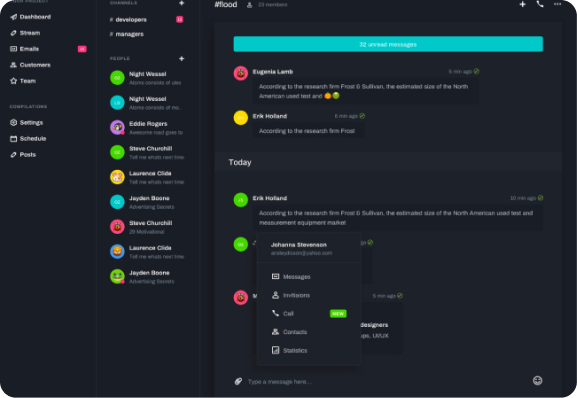 Dashboard
Stream
Emails
Customers
Team
COMPILATIONS
Settings
Schedule
Posts
CHANNELS
# developers
# managers
PEOPLE
Night Wessel
Atoms consists of ules
Night Wessel
Atoms consists of mo..
Eddie Rogers
Awesome road goes to
Steve Churchill
Tell me whats next time
Laurence Clide
Tell me whats next time
Jayden Boone
Advertising Secrets
Steve Churchill
29 Motivational
Laurence Clide
Tell me whats next time
Jayden Boone
Advertising Secrets
#flood
23 members
32 unread messages
Eugenia Lamb
5 min ago
According to the research firm Frost & Sullivan, the estimated size of the North
American used test and
Erik Holland
6 min ago
According to the research firm Frost
Today
Erik Holland
10 min ago
According to the research firm Frost & Sullivan, the estimated size of the North American used test and
measurement equipment market
ago
Johanna Stevenson
Messages
Invitaions
Call
NEW
Contacts
Statistics
M
5 min ago
designers
UI/UX
Type a message here...